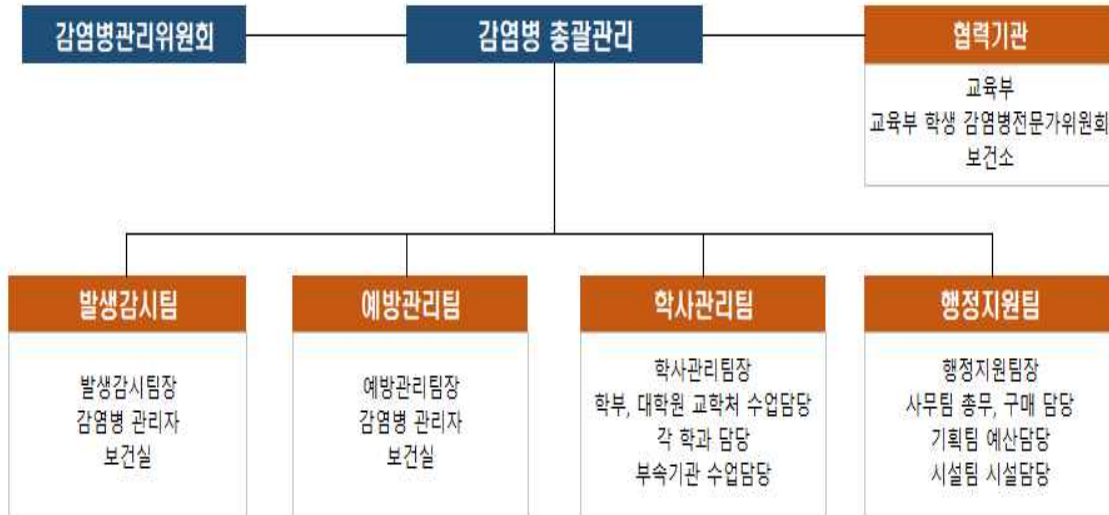 감염병관리위원회
감염병 총괄관리
협력기관
교육부
교육부 학생 감염병전문가위원회
보건소
발생감시팀
발생감시팀장
감염병 관리자
보건실
예방관리팀
예방관리팀장
감염병 관리자
보건실
학사관리팀
학사관리팀장
학부, 대학원 교학처 수업담당
각 학과 담당
부속기관 수업담당
행정지원팀
행정지원팀장
사무팀 총무, 구매 담당
기획팀 예산담당
시설팀 시설담당